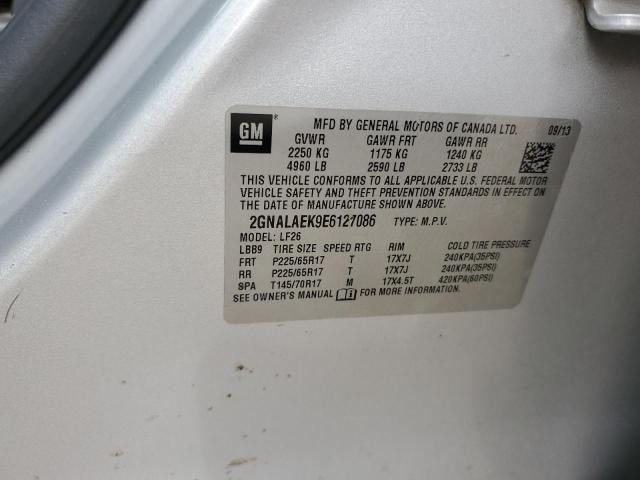 GM
MFD BY GENERAL MOTORS OF CANADA LTD. 09/13
GVWR GAWR FRT GAWR RR
2250 KG 1175 KG 1240 KG
4960 LB 2590 LB 2733 LB
THIS VEHICLE CONFORMS TO ALL APPLICABLE U.S. FEDERAL MOTOR
VEHICLE SAFETY AND THEFT PREVENTION STANDARDS IN EFFECT ON
THE DATE OF MANUFACTURE SHOWN ABOVE.
2GNALAEK9E6127086 TYPE: M.P.V.
MODEL: LF26
LBB9 TIRE SIZE SPEED RTG RIM COLD TIRE PRESSURE
FRT P225/65R17 T 17X7J 240KPA(35PSI)
RR P225/65R17 T 17X7J 240KPA(35PSI)
SPA T145/70R17 M 17X4.5T 420KPA(60PSI)
SEE OWNER'S MANUAL FOR MORE INFORMATION.